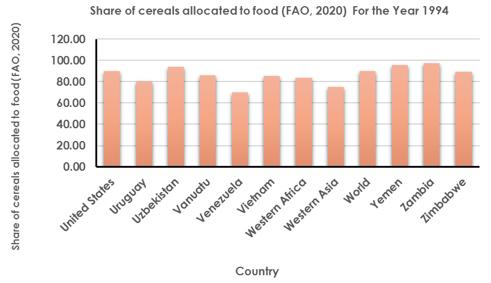 Share of cereals allocated to food (FAO, 2020)  For the Year 1994
Share of cereals allocated to food (FAO, 2020)
120.00
100.00
80.00
60.00
40.00
20.00
0.00
United States
Uruguay
Uzbekistan
Vanuatu
Venezuela
Vietnam
Western Africa
Western Asia
World
Yemen
Zambia
Zimbabwe
Country